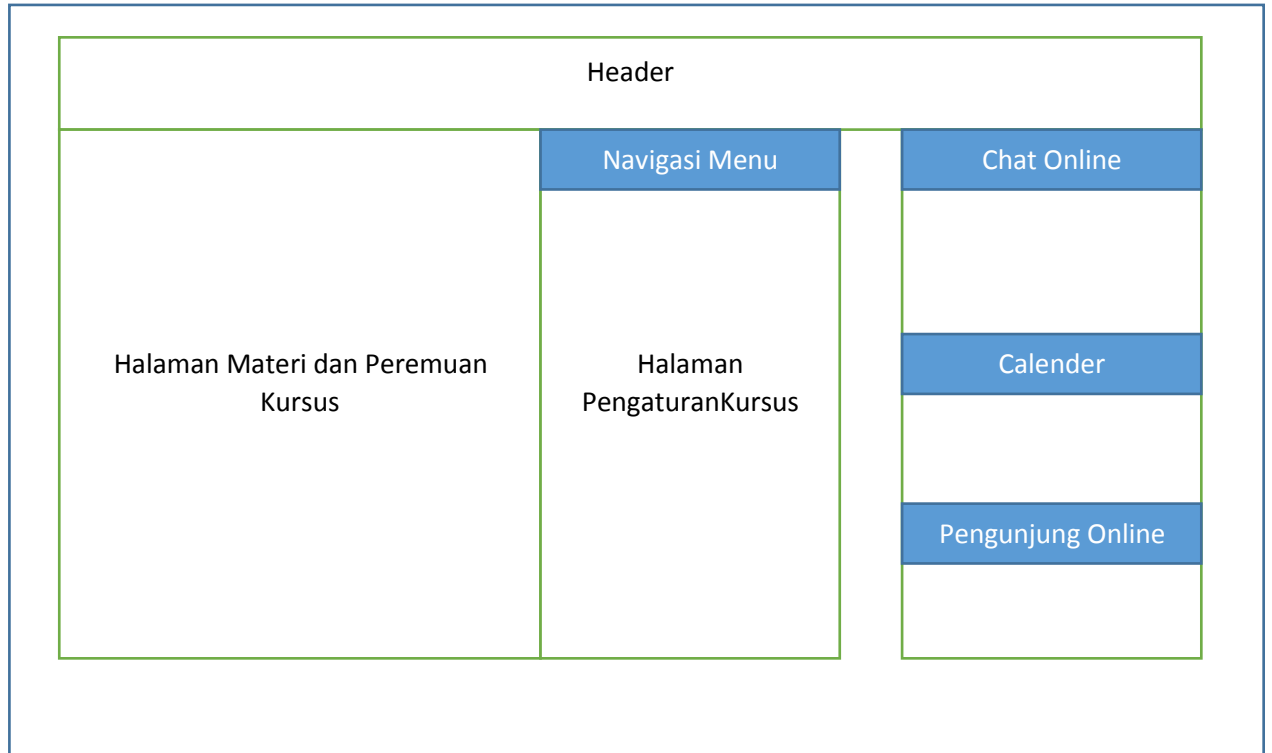 Header
Navigasi Menu
Chat Online
Halaman Materi dan Peremuan
Kursus
Halaman
PengaturanKursus
Calender
Pengunjung Online